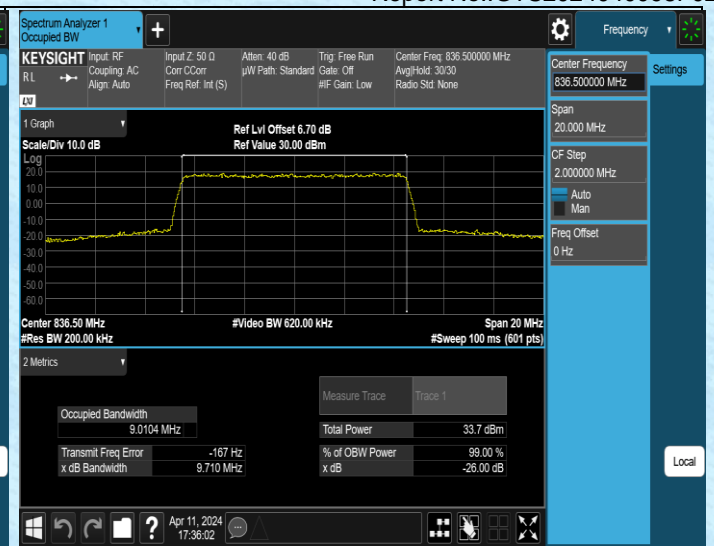 Spectrum Analyzer 1
Occupied BW
+
Frequency
KEYSIGHT
RL
LXI
Input: RF
Coupling: AC
Align: Auto
Input Z: 50 Ω
Corr CCorr
Freq Ref: Int (S)
Atten: 40 dB
µW Path: Standard
Trig: Free Run
Gate: Off
#IF Gain: Low
Center Freq: 836.500000 MHz
Avg|Hold: 30/30
Radio Std: None
Center Frequency
836.500000 MHz
Settings
Span
20.000 MHz
CF Step
2.000000 MHz
Auto
Man
Freq Offset
0 Hz
1 Graph
Scale/Div 10.0 dB
Ref Lvl Offset 6.70 dB
Ref Value 30.00 dBm
Log
20.0
10.0
0.00
-10.0
-20.0
-30.0
-40.0
-50.0
-60.0
Center 836.50 MHz
#Video BW 620.00 kHz
Span 20 MHz
#Res BW 200.00 kHz
#Sweep 100 ms (601 pts)
2 Metrics
Measure Trace
Trace 1
Occupied Bandwidth
9.0104 MHz
Total Power
33.7 dBm
Transmit Freq Error
-167 Hz
% of OBW Power
99.00 %
x dB Bandwidth
9.710 MHz
x dB
-26.00 dB
Local
?
Apr 11, 2024
17:36:02